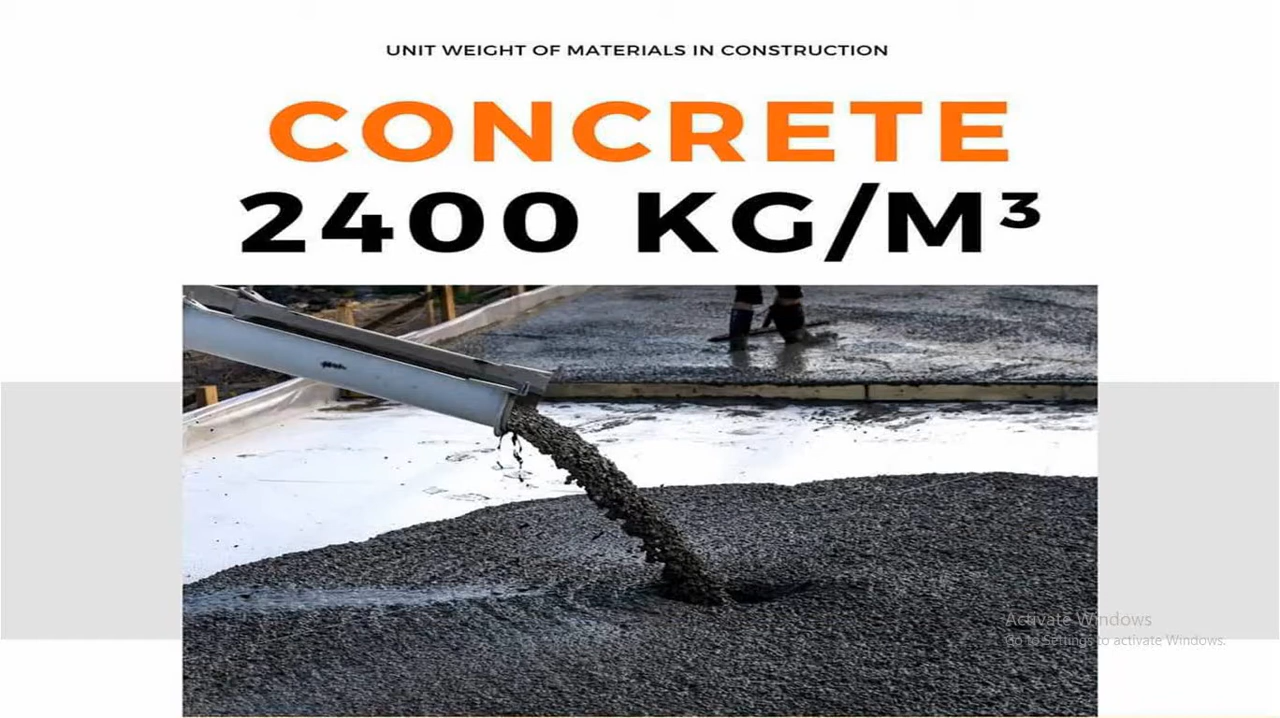 UNIT WEIGHT OF MATERIALS IN CONSTRUCTION
CONCRETE
2400 KG/M³
Activate Windows
Go to Settings to activate Windows.